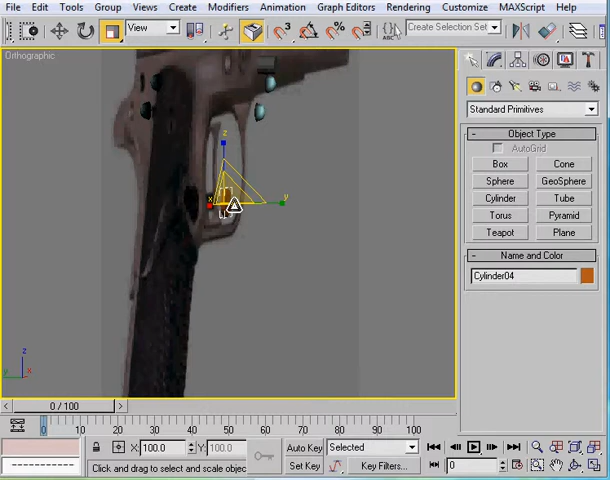 File Edit Tools Group Views Create Modifiers Animation Graph Editors Rendering Customize MAXScript Help
View
ABC
Create Selection Set
Orthographic
z
x
y
Standard Primitives
- Object Type
AutoGrid
Box Cone
Sphere GeoSphere
Cylinder Tube
Torus Pyramid
Teapot Plane
- Name and Color
Cylinder04
z
y x
< 0 / 100 >
0 10 20 30 40 50 60 70 80 90 100
X: 100.0 Y: 100.0
Auto Key Selected
Click and drag to select and scale objec
Set Key Key Filters... 0